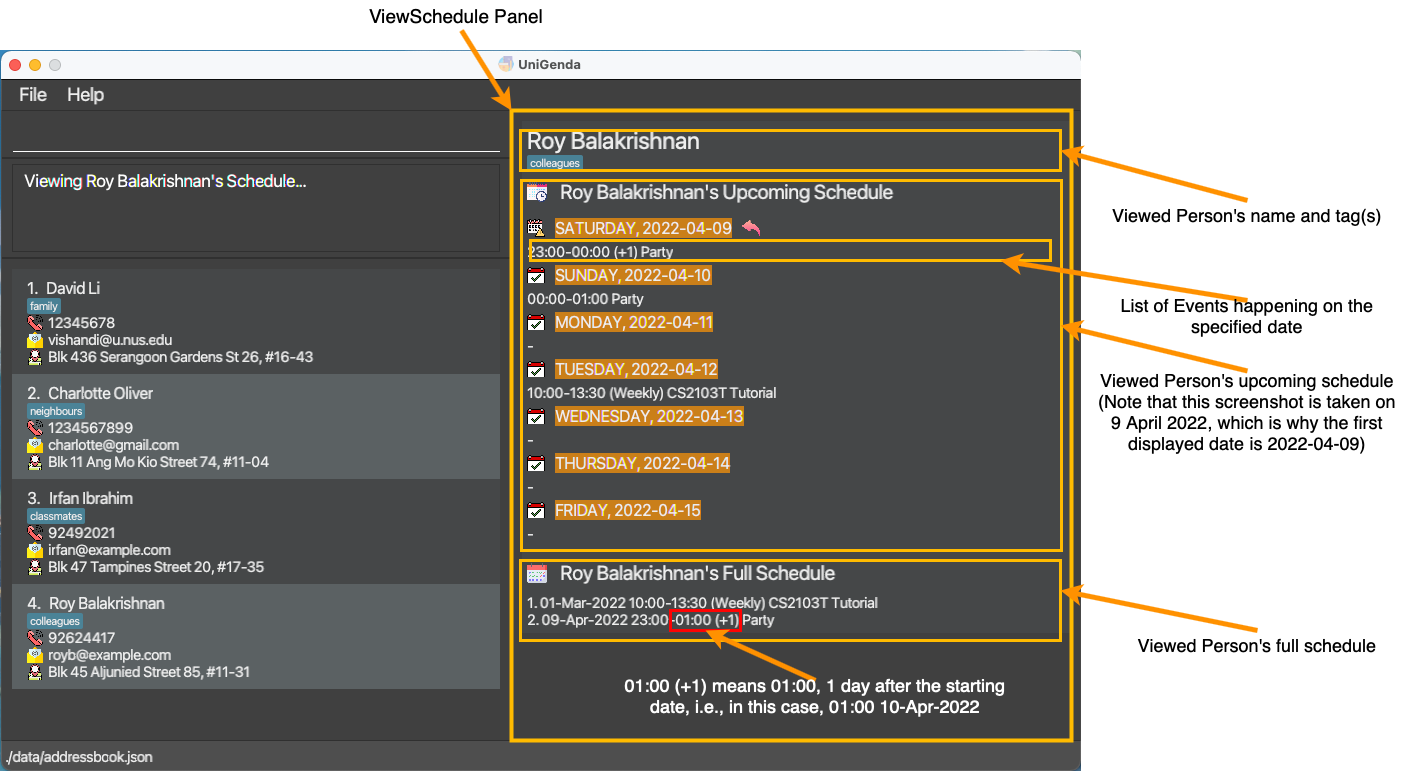 ViewSchedule Panel
UniGenda
File Help
Viewing Roy Balakrishnan's Schedule...
1. David Li
family
12345678
vishandi@u.nus.edu
Blk 436 Serangoon Gardens St 26, #16-43
2. Charlotte Oliver
neighbours
1234567899
charlotte@gmail.com
Blk 11 Ang Mo Kio Street 74, #11-04
3. Irfan Ibrahim
classmates
92492021
irfan@example.com
Blk 47 Tampines Street 20, #17-35
4. Roy Balakrishnan
colleagues
92624417
royb@example.com
Blk 45 Aljunied Street 85, #11-31
./data/addressbook.json
Roy Balakrishnan
colleagues
Roy Balakrishnan's Upcoming Schedule
SATURDAY, 2022-04-09
23:00-00:00 (+1) Party
SUNDAY, 2022-04-10
00:00-01:00 Party
MONDAY, 2022-04-11
-
TUESDAY, 2022-04-12
10:00-13:30 (Weekly) CS2103T Tutorial
WEDNESDAY, 2022-04-13
-
THURSDAY, 2022-04-14
-
FRIDAY, 2022-04-15
-
Roy Balakrishnan's Full Schedule
1. 01-Mar-2022 10:00-13:30 (Weekly) CS2103T Tutorial
2. 09-Apr-2022 23:00-01:00 (+1) Party
01:00 (+1) means 01:00, 1 day after the starting
date, i.e., in this case, 01:00 10-Apr-2022
Viewed Person's name and tag(s)
List of Events happening on the
specified date
Viewed Person's upcoming schedule
(Note that this screenshot is taken on
9 April 2022, which is why the first
displayed date is 2022-04-09)
Viewed Person's full schedule